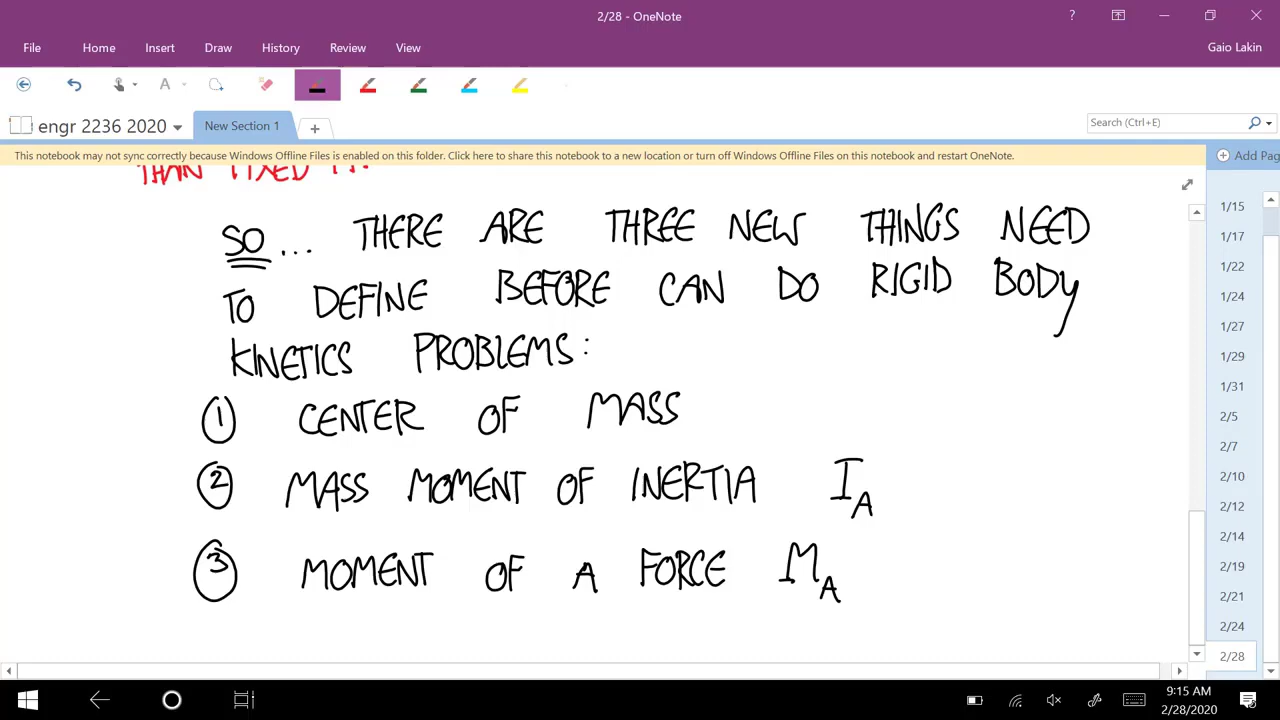 2/28 - OneNote
?
File Home Insert Draw History Review View
Gaio Lakin
A
engr 2236 2020
New Section 1
+
Search (Ctrl+E)
This notebook may not sync correctly because Windows Offline Files is enabled on this folder. Click here to share this notebook to a new location or turn off Windows Offline Files on this notebook and restart OneNote.
Add Pag
THAN FIXED
SO... THERE ARE THREE NEW THINGS NEED
TO DEFINE BEFORE CAN DO RIGID BODY
KINETICS PROBLEMS:
① CENTER OF MASS
② MASS MOMENT OF INERTIA I_A
③ MOMENT OF A FORCE M_A
1/15
1/17
1/22
1/24
1/27
1/29
1/31
2/5
2/7
2/10
2/12
2/14
2/19
2/21
2/24
2/28
9:15 AM
2/28/2020